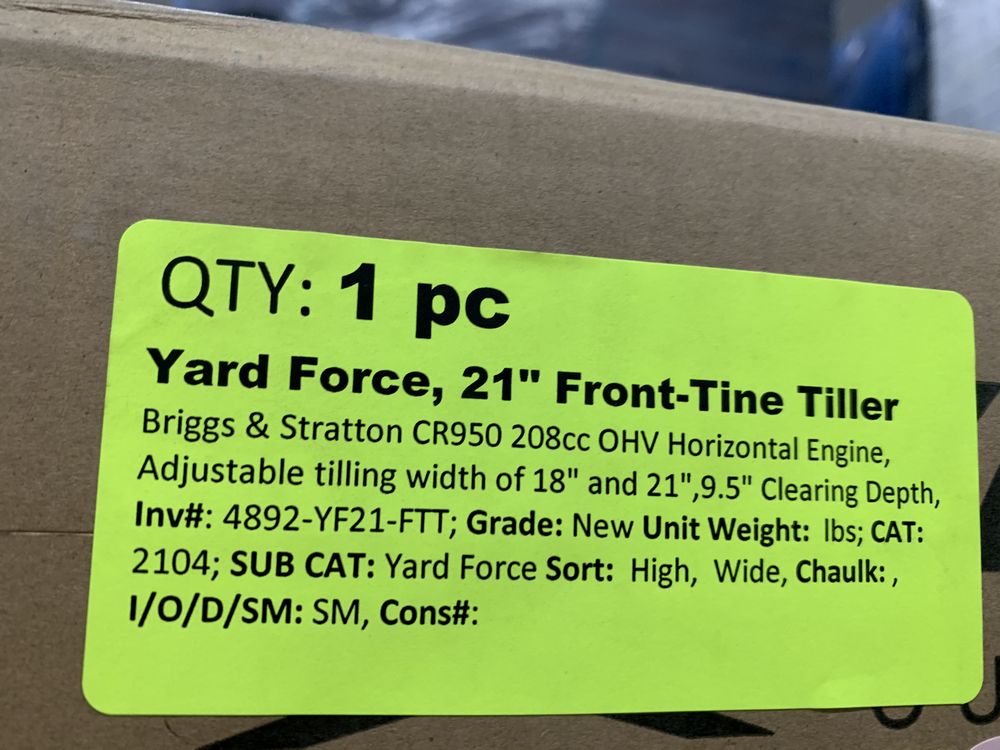 QTY: 1 pc
Yard Force, 21" Front-Tine Tiller
Briggs & Stratton CR950 208cc OHV Horizontal Engine,
Adjustable tilling width of 18" and 21",9.5" Clearing Depth,
Inv#: 4892-YF21-FTT; Grade: New Unit Weight: lbs; CAT:
2104; SUB CAT: Yard Force Sort: High, Wide, Chaulk: ,
I/O/D/SM: SM, Cons#: